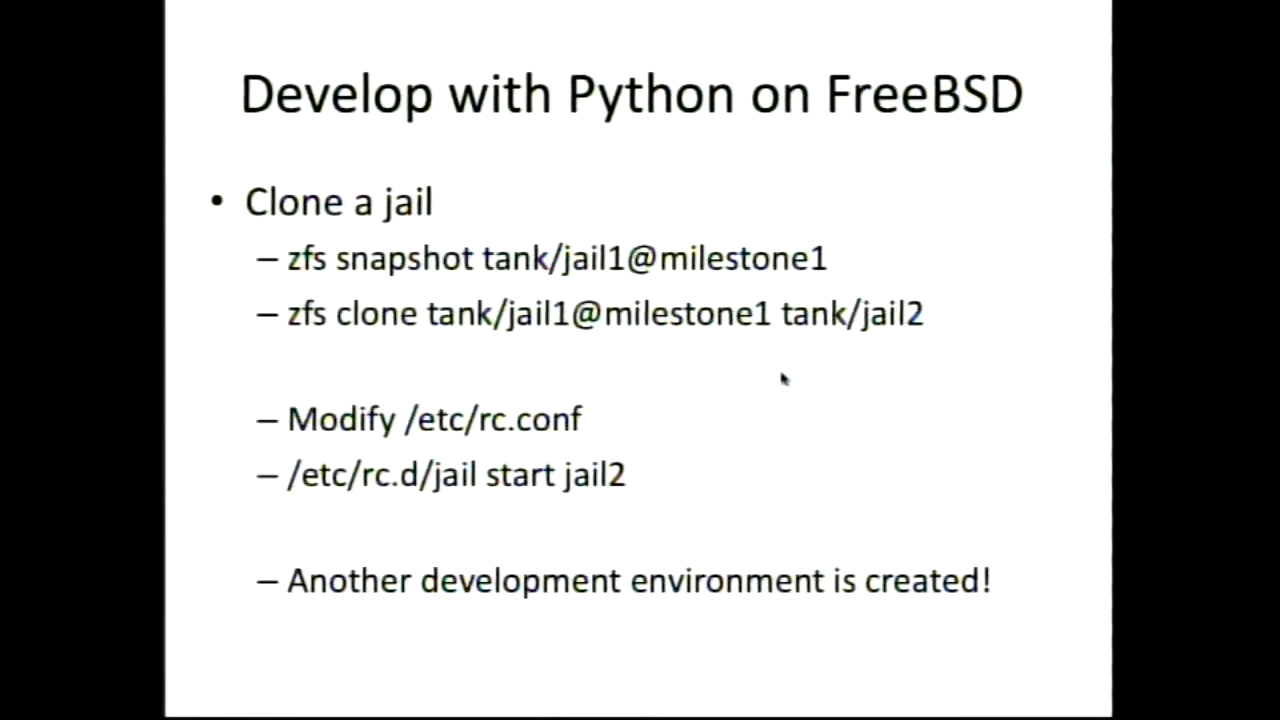 Develop with Python on FreeBSD
• Clone a jail
– zfs snapshot tank/jail1@milestone1
– zfs clone tank/jail1@milestone1 tank/jail2
– Modify /etc/rc.conf
– /etc/rc.d/jail start jail2
– Another development environment is created!